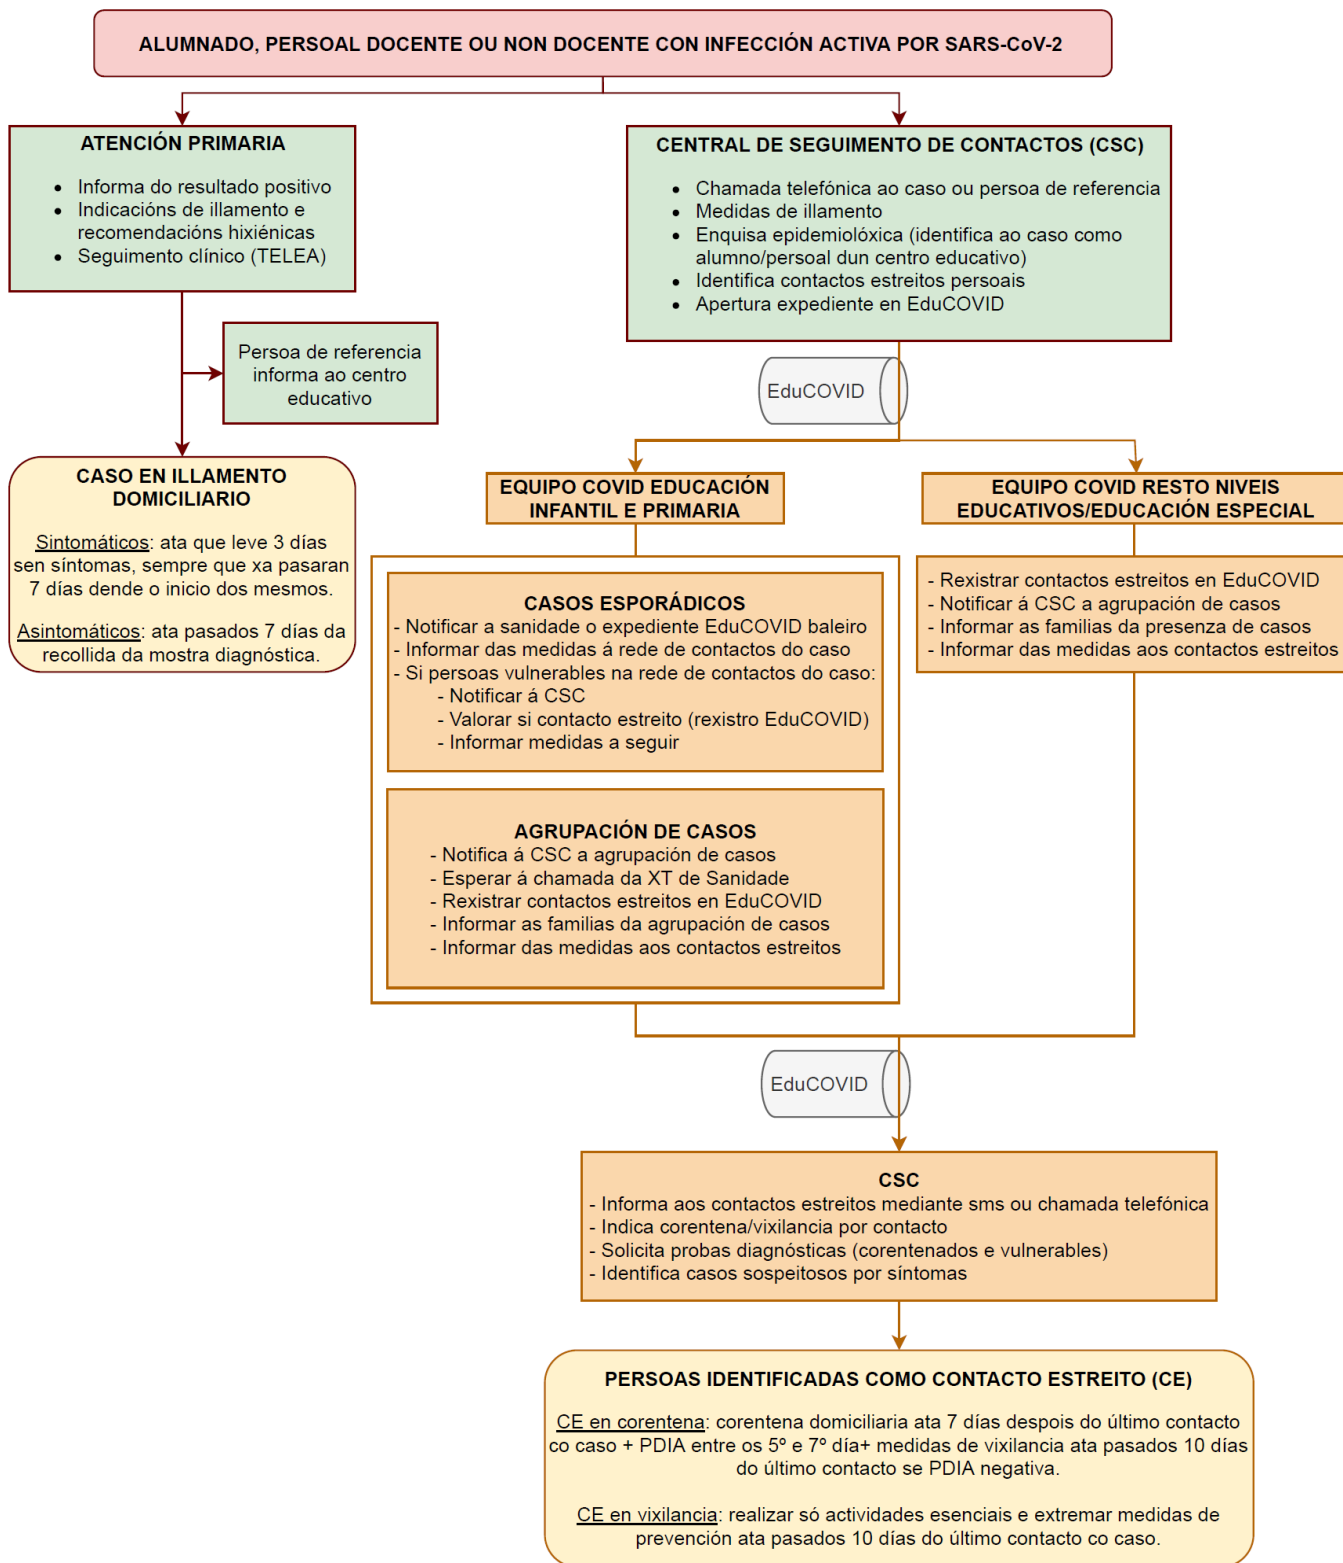 ALUMNADO, PERSOAL DOCENTE OU NON DOCENTE CON INFECCIÓN ACTIVA POR SARS-CoV-2
ATENCIÓN PRIMARIA
• Informa do resultado positivo
• Indicacións de illamento e
recomendacións hixiénicas
• Seguimento clínico (TELEA)
CENTRAL DE SEGUIMENTO DE CONTACTOS (CSC)
• Chamada telefónica ao caso ou persoa de referencia
• Medidas de illamento
• Enquisa epidemiolóxica (identifica ao caso como
alumno/persoal dun centro educativo)
• Identifica contactos estreitos persoais
• Apertura expediente en EduCOVID
Persoa de referencia
informa ao centro
educativo
EduCOVID
CASO EN ILLAMENTO
DOMICILIARIO
Sintomáticos: ata que leve 3 días
sen síntomas, sempre que xa pasaran
7 días dende o inicio dos mesmos.
Asintomáticos: ata pasados 7 días da
recollida da mostra diagnóstica.
EQUIPO COVID EDUCACIÓN
INFANTIL E PRIMARIA
EQUIPO COVID RESTO NIVEIS
EDUCATIVOS/EDUCACIÓN ESPECIAL
CASOS ESPORÁDICOS
- Notificar a sanidade o expediente EduCOVID baleiro
- Informar das medidas á rede de contactos do caso
- Si persoas vulnerables na rede de contactos do caso:
- Notificar á CSC
- Valorar si contacto estreito (rexistro EduCOVID)
- Informar medidas a seguir
- Rexistrar contactos estreitos en EduCOVID
- Notificar á CSC a agrupación de casos
- Informar as familias da presenza de casos
- Informar das medidas aos contactos estreitos
AGRUPACIÓN DE CASOS
- Notifica á CSC a agrupación de casos
- Esperar á chamada da XT de Sanidade
- Rexistrar contactos estreitos en EduCOVID
- Informar as familias da agrupación de casos
- Informar das medidas aos contactos estreitos
EduCOVID
CSC
- Informa aos contactos estreitos mediante sms ou chamada telefónica
- Indica corentena/vixilancia por contacto
- Solicita probas diagnósticas (corentenados e vulnerables)
- Identifica casos sospeitosos por síntomas
PERSOAS IDENTIFICADAS COMO CONTACTO ESTREITO (CE)
CE en corentena: corentena domiciliaria ata 7 días despois do último contacto
co caso + PDIA entre os 5º e 7º día+ medidas de vixilancia ata pasados 10 días
do último contacto se PDIA negativa.
CE en vixilancia: realizar só actividades esenciais e extremar medidas de
prevención ata pasados 10 días do último contacto co caso.